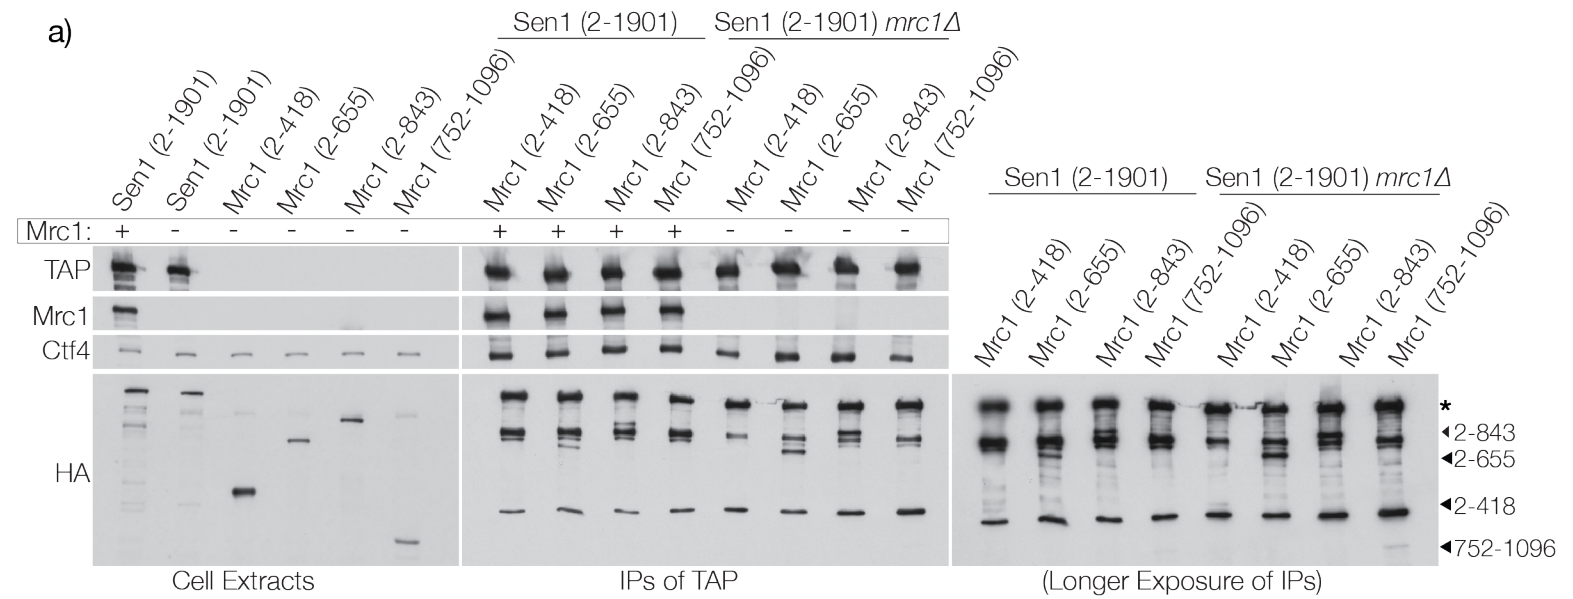 a)
Sen1 (2-1901)
Sen1 (2-1901) mrc1Δ
Sen1 (2-1901)
Sen1 (2-1901)
Mrc1 (2-418)
Mrc1 (2-655)
Mrc1 (2-843)
Mrc1 (752-1096)
Mrc1 (2-418)
Mrc1 (2-655)
Mrc1 (2-843)
Mrc1 (752-1096)
Mrc1 (2-418)
Mrc1 (2-655)
Mrc1 (2-843)
Mrc1 (752-1096)
Sen1 (2-1901)
Sen1 (2-1901) mrc1Δ
Mrc1 (2-418)
Mrc1 (2-655)
Mrc1 (2-843)
Mrc1 (752-1096)
Mrc1 (2-418)
Mrc1 (2-655)
Mrc1 (2-843)
Mrc1 (752-1096)
Mrc1: + - - - - - + + + + - - - -
TAP
Mrc1
Ctf4
HA
*
◀2-843
◀2-655
◀2-418
◀752-1096
Cell Extracts
IPs of TAP
(Longer Exposure of IPs)